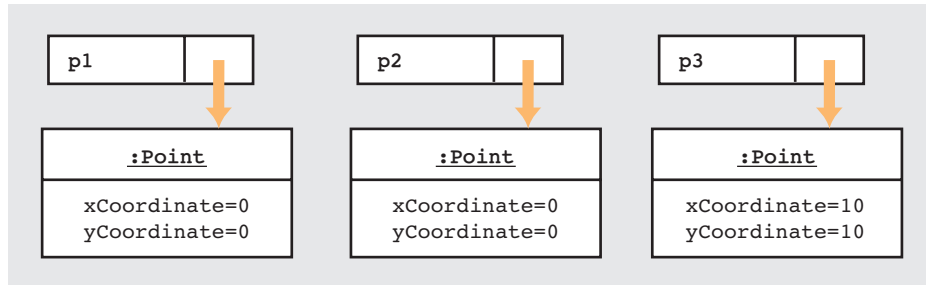 p1
p2
p3
:Point
xCoordinate=0
yCoordinate=0
:Point
xCoordinate=0
yCoordinate=0
:Point
xCoordinate=10
yCoordinate=10